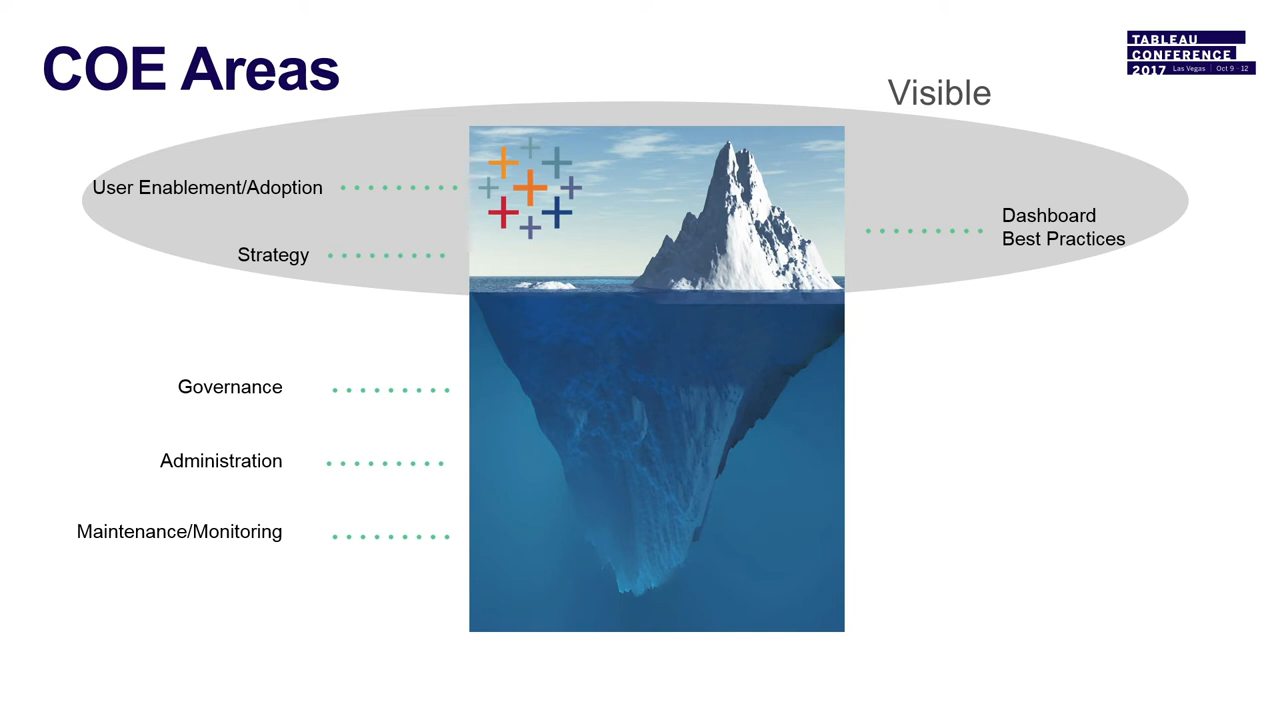 COE Areas
TABLEAU
CONFERENCE
2017 Las Vegas | Oct 9 - 12
Visible
User Enablement/Adoption
Strategy
Dashboard
Best Practices
Governance
Administration
Maintenance/Monitoring